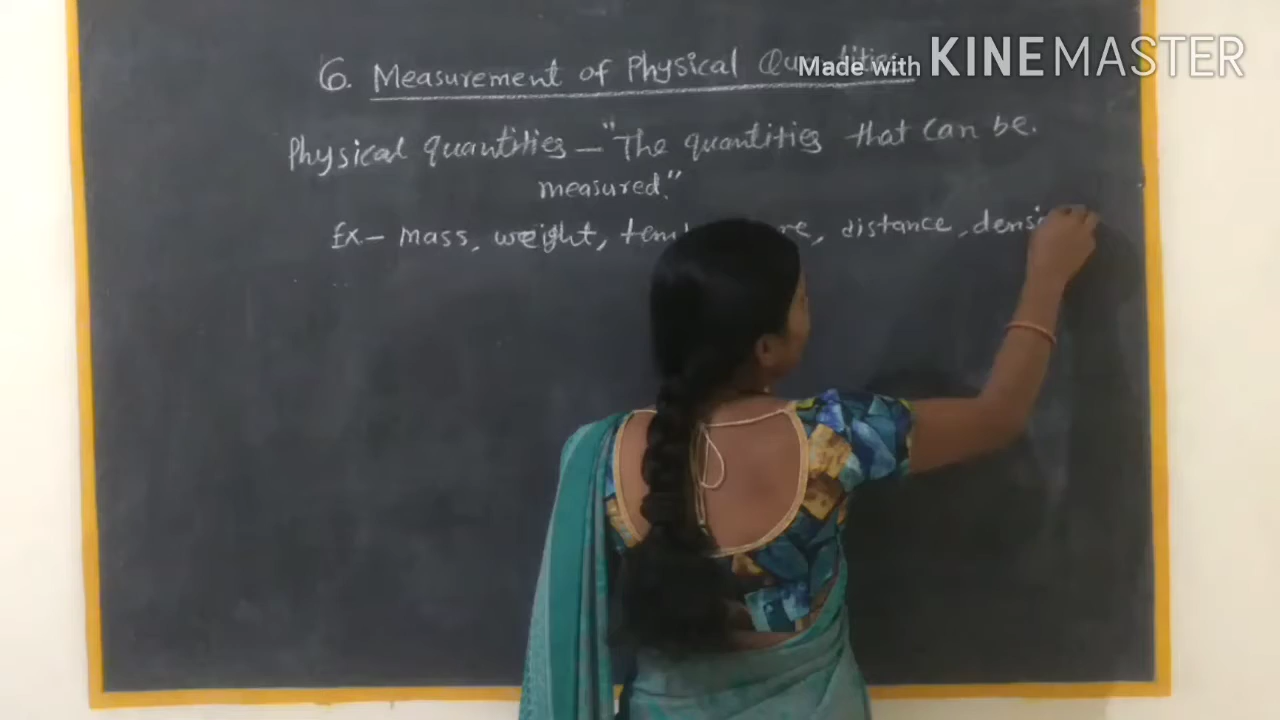 6. Measurement of Physical
Made with KINEMASTER
Physical quantities – "The quantities that can be.
measured."
Ex.– Mass, weight, distance,